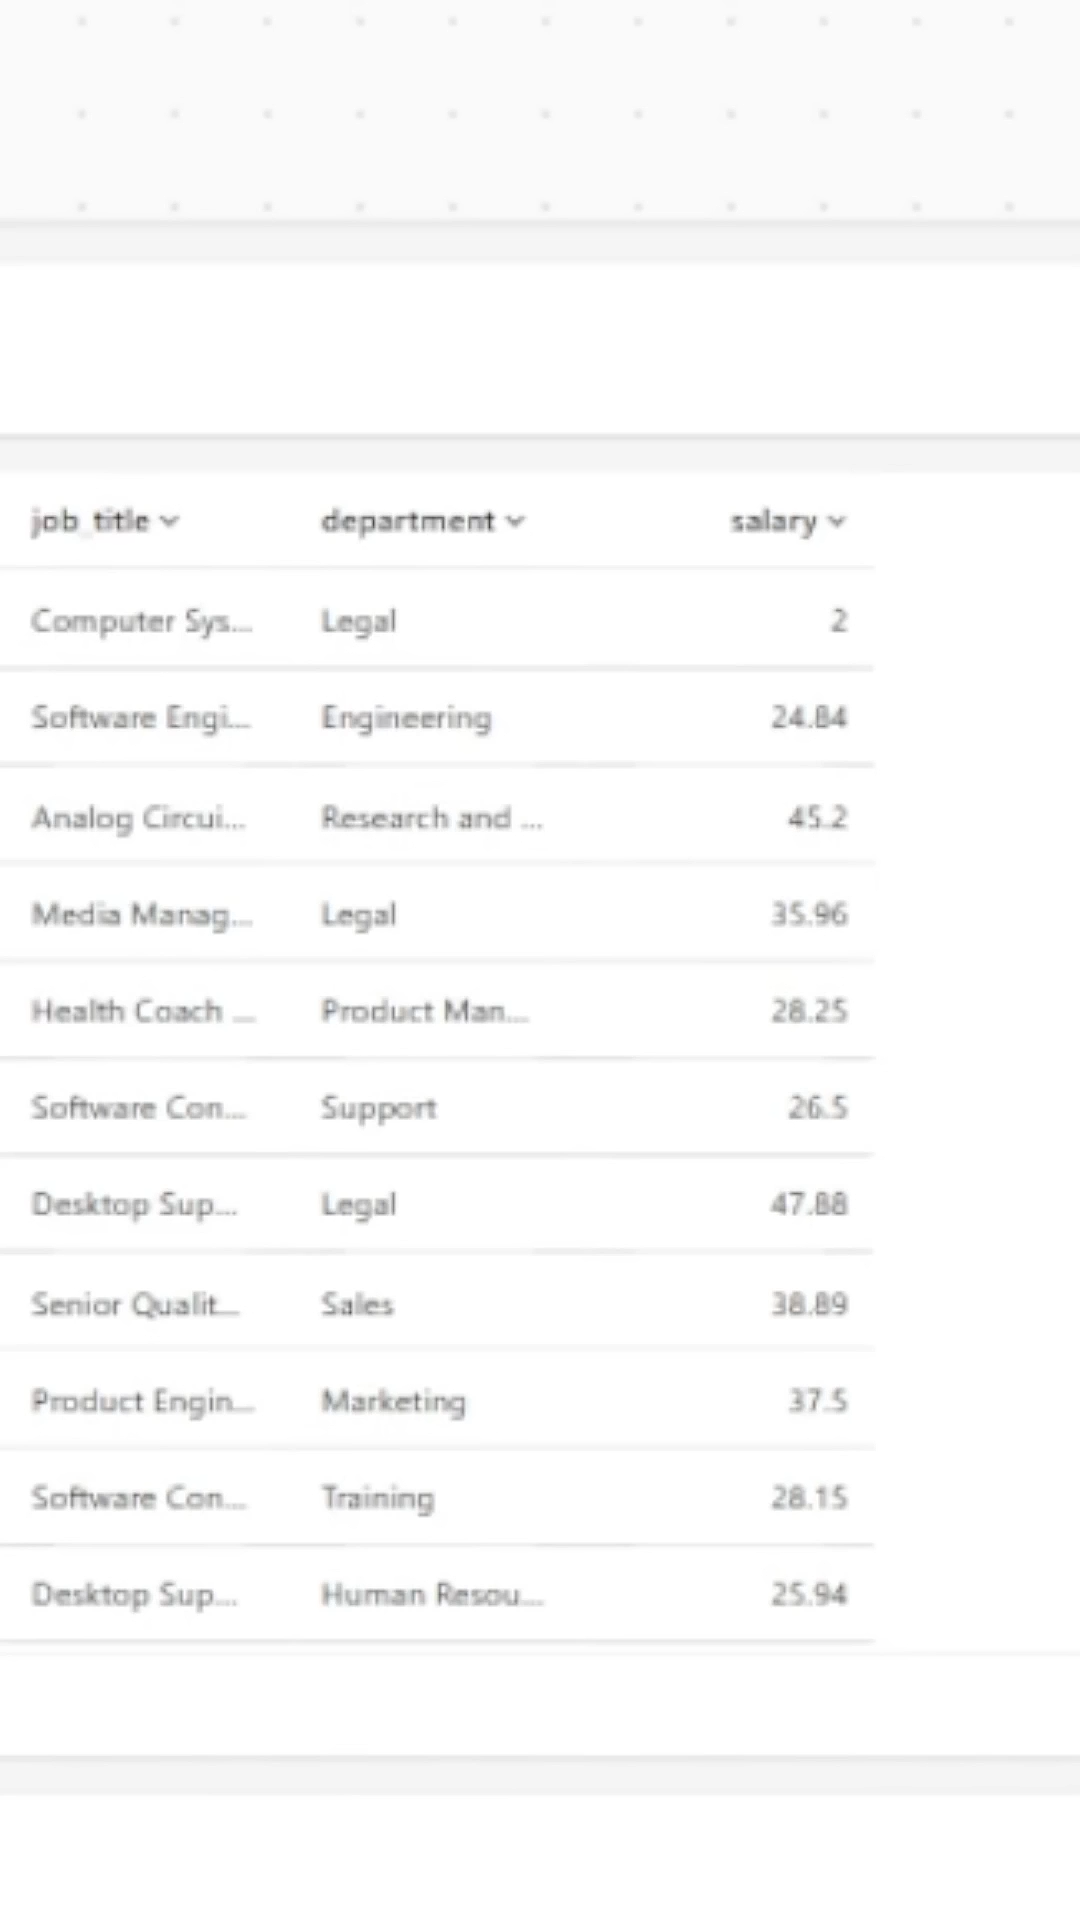 job_title department salary
Computer Sys... Legal 2
Software Engi... Engineering 24.84
Analog Circui... Research and ... 45.2
Media Manag... Legal 35.96
Health Coach ... Product Man... 28.25
Software Con... Support 26.5
Desktop Sup... Legal 47.88
Senior Qualit... Sales 38.89
Product Engin... Marketing 37.5
Software Con... Training 28.15
Desktop Sup... Human Resou... 25.94